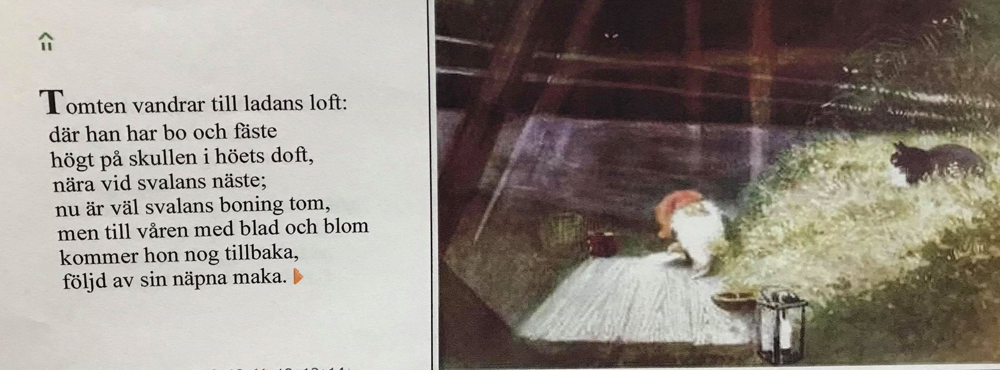 Tomten vandrar till ladans loft:
där han har bo och fäste
högt på skullen i höets doft,
nära vid svalans näste;
nu är väl svalans boning tom,
men till våren med blad och blom
kommer hon nog tillbaka,
följd av sin näpna maka.